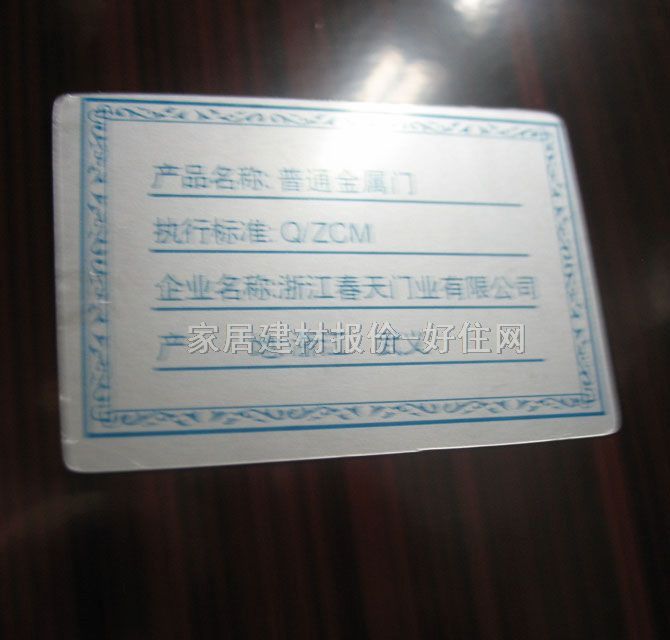 产品名称: 普通金属门
执行标准: Q/ZCM
企业名称:浙江春天门业有限公司
产
家居建材报价—好住网